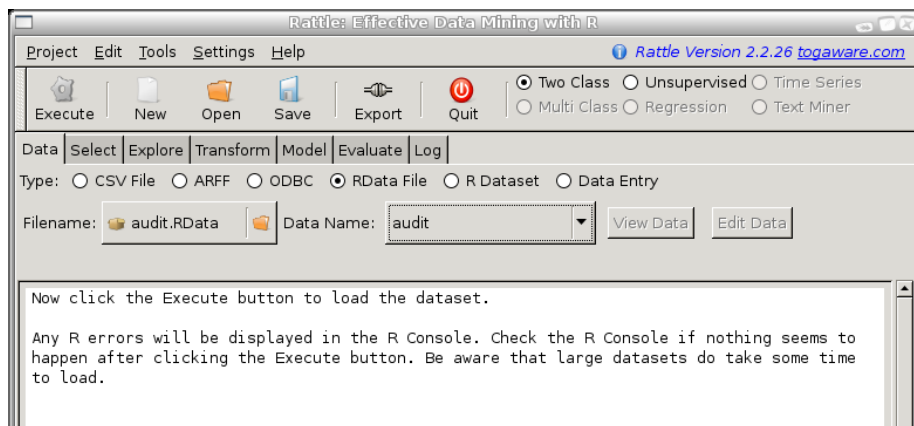 Rattle: Effective Data Mining with R
Project Edit Tools Settings Help Rattle Version 2.2.26 togaware.com
Execute New Open Save Export Quit
Two Class Unsupervised Time Series
Multi Class Regression Text Miner
Data Select Explore Transform Model Evaluate Log
Type: CSV File ARFF ODBC RData File R Dataset Data Entry
Filename: audit.RData Data Name: audit View Data Edit Data
Now click the Execute button to load the dataset.
Any R errors will be displayed in the R Console. Check the R Console if nothing seems to
happen after clicking the Execute button. Be aware that large datasets do take some time
to load.